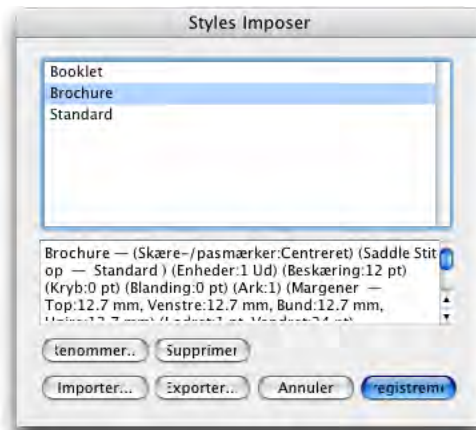 Styles Imposer
Booklet
Brochure
Standard
Brochure — (Skære-/pasmærker:Centreret) (Saddle Stit
op — Standard ) (Enheder:1 Ud) (Beskæring:12 pt)
(Kryb:0 pt) (Blanding:0 pt) (Ark:1) (Margener —
Top:12.7 mm, Venstre:12.7 mm, Bund:12.7 mm,
Supprimer
Importer... Exporter... Annuler